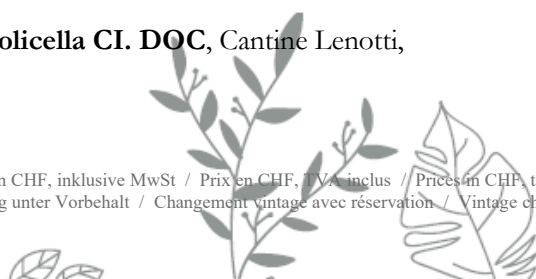 olicella CI. DOC, Cantine Lenotti,
n CHF, inklusive MwSt / Prix en CHF, TVA inclus / Prices in CHF, t
g unter Vorbehalt / Changement vintage avec réservation / Vintage ch